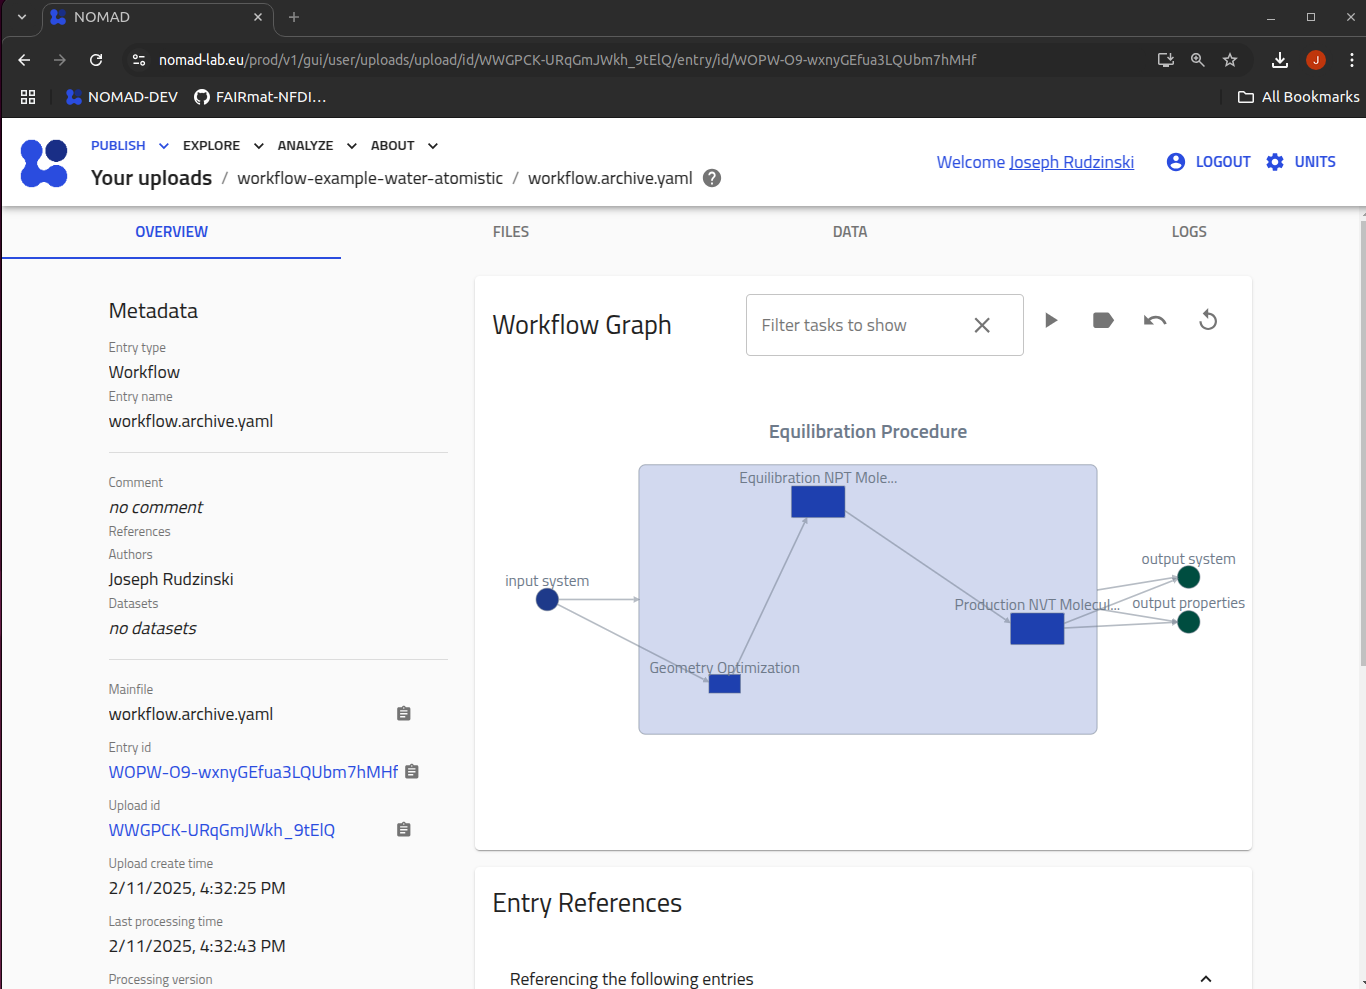 NOMAD
nomad-lab.eu/prod/v1/gui/user/uploads/upload/id/WWGPCK-URqGmJWkh_9tElQ/entry/id/WOPW-O9-wxnyGEfua3LQUbm7hMHf
J
NOMAD-DEV
FAIRmat-NFDI...
All Bookmarks
PUBLISH EXPLORE ANALYZE ABOUT
Your uploads / workflow-example-water-atomistic / workflow.archive.yaml ?
Welcome Joseph Rudzinski
LOGOUT
UNITS
OVERVIEW FILES DATA LOGS
Metadata
Entry type
Workflow
Entry name
workflow.archive.yaml
Comment
no comment
References
Authors
Joseph Rudzinski
Datasets
no datasets
Mainfile
workflow.archive.yaml
Entry id
WOPW-O9-wxnyGEfua3LQUbm7hMHf
Upload id
WWGPCK-URqGmJWkh_9tElQ
Upload create time
2/11/2025, 4:32:25 PM
Last processing time
2/11/2025, 4:32:43 PM
Processing version
Workflow Graph
Filter tasks to show
Equilibration Procedure
Equilibration NPT Mole...
input system
output system
Production NVT Molecul...
output properties
Geometry Optimization
Entry References
Referencing the following entries